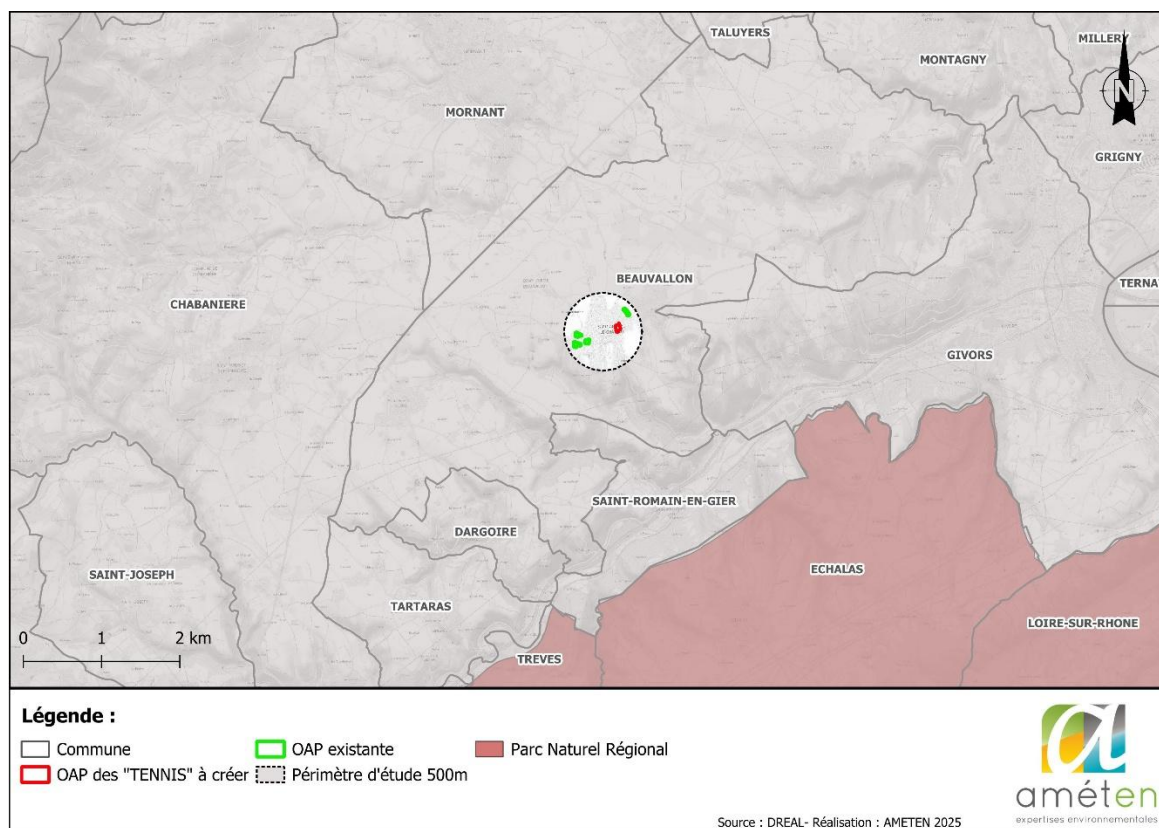 TALUYERS
MILLERY
MONTAGNY
MORNANT
N
GRIGNY
BEAUVALLON
CHABANIERE
TERNA
GIVORS
SAINT-ROMAIN-EN-GIER
DARGOIRE
SAINT-JOSEPH
ECHALAS
TARTARAS
LOIRE-SUR-RHONE
0 1 2 km
TREVES
Légende :
Commune
OAP existante
Parc Naturel Régional
OAP des "TENNIS" à créer
Périmètre d'étude 500m
a
améten
expertises environnementales
Source : DREAL- Réalisation : AMETEN 2025